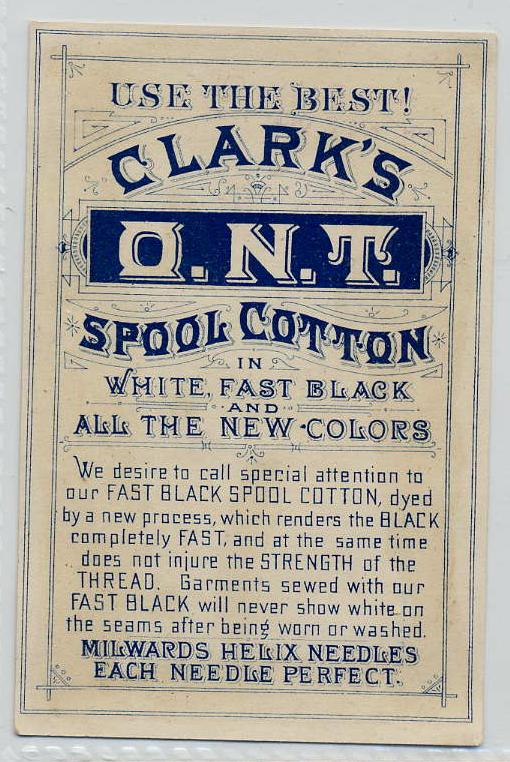 USE THE BEST!
CLARK'S
O.N.T.
SPOOL COTTON
IN
WHITE, FAST BLACK
AND
ALL THE NEW COLORS
We desire to call special attention to
our FAST BLACK SPOOL COTTON, dyed
by a new process, which renders the BLACK
completely FAST, and at the same time
does not injure the STRENGTH of the
THREAD. Garments sewed with our
FAST BLACK will never show white on
the seams after being worn or washed.
MILWARDS HELIX NEEDLES
EACH NEEDLE PERFECT.